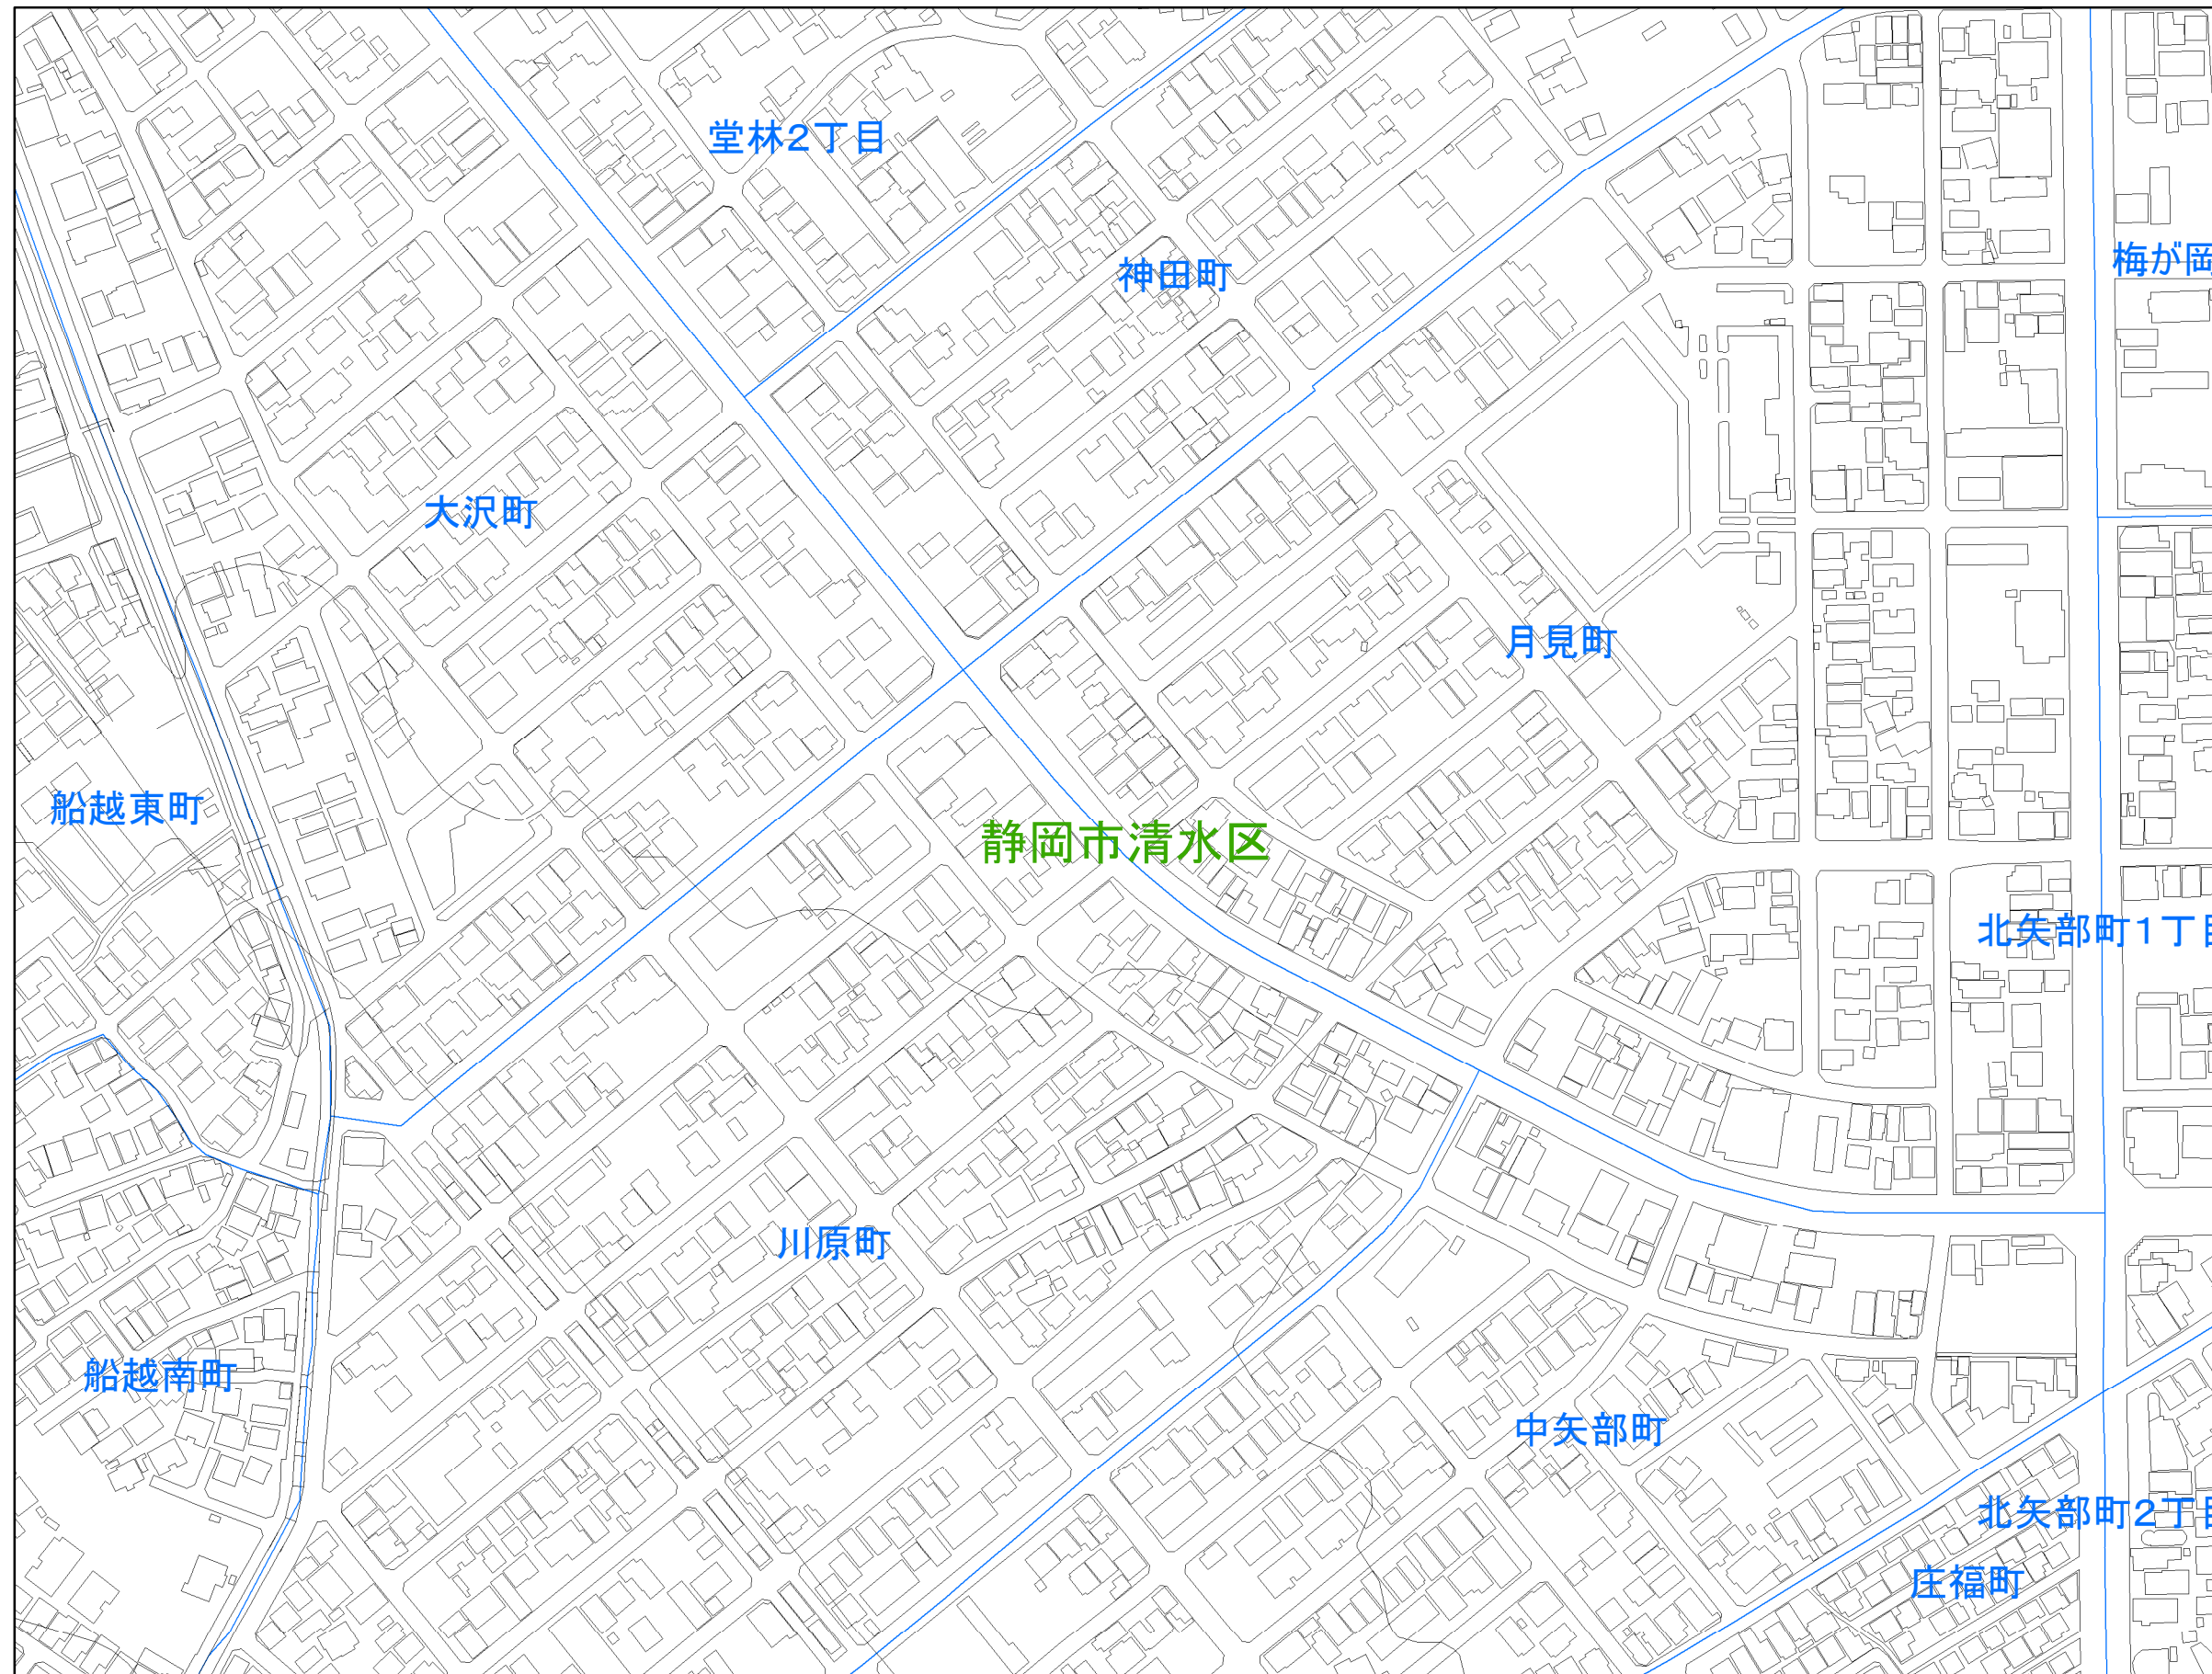 堂林2丁目
神田町
梅が岡
大沢町
月見町
船越東町
静岡市清水区
北矢部町1丁目
川原町
船越南町
中矢部町
北矢部町2丁目
庄福町